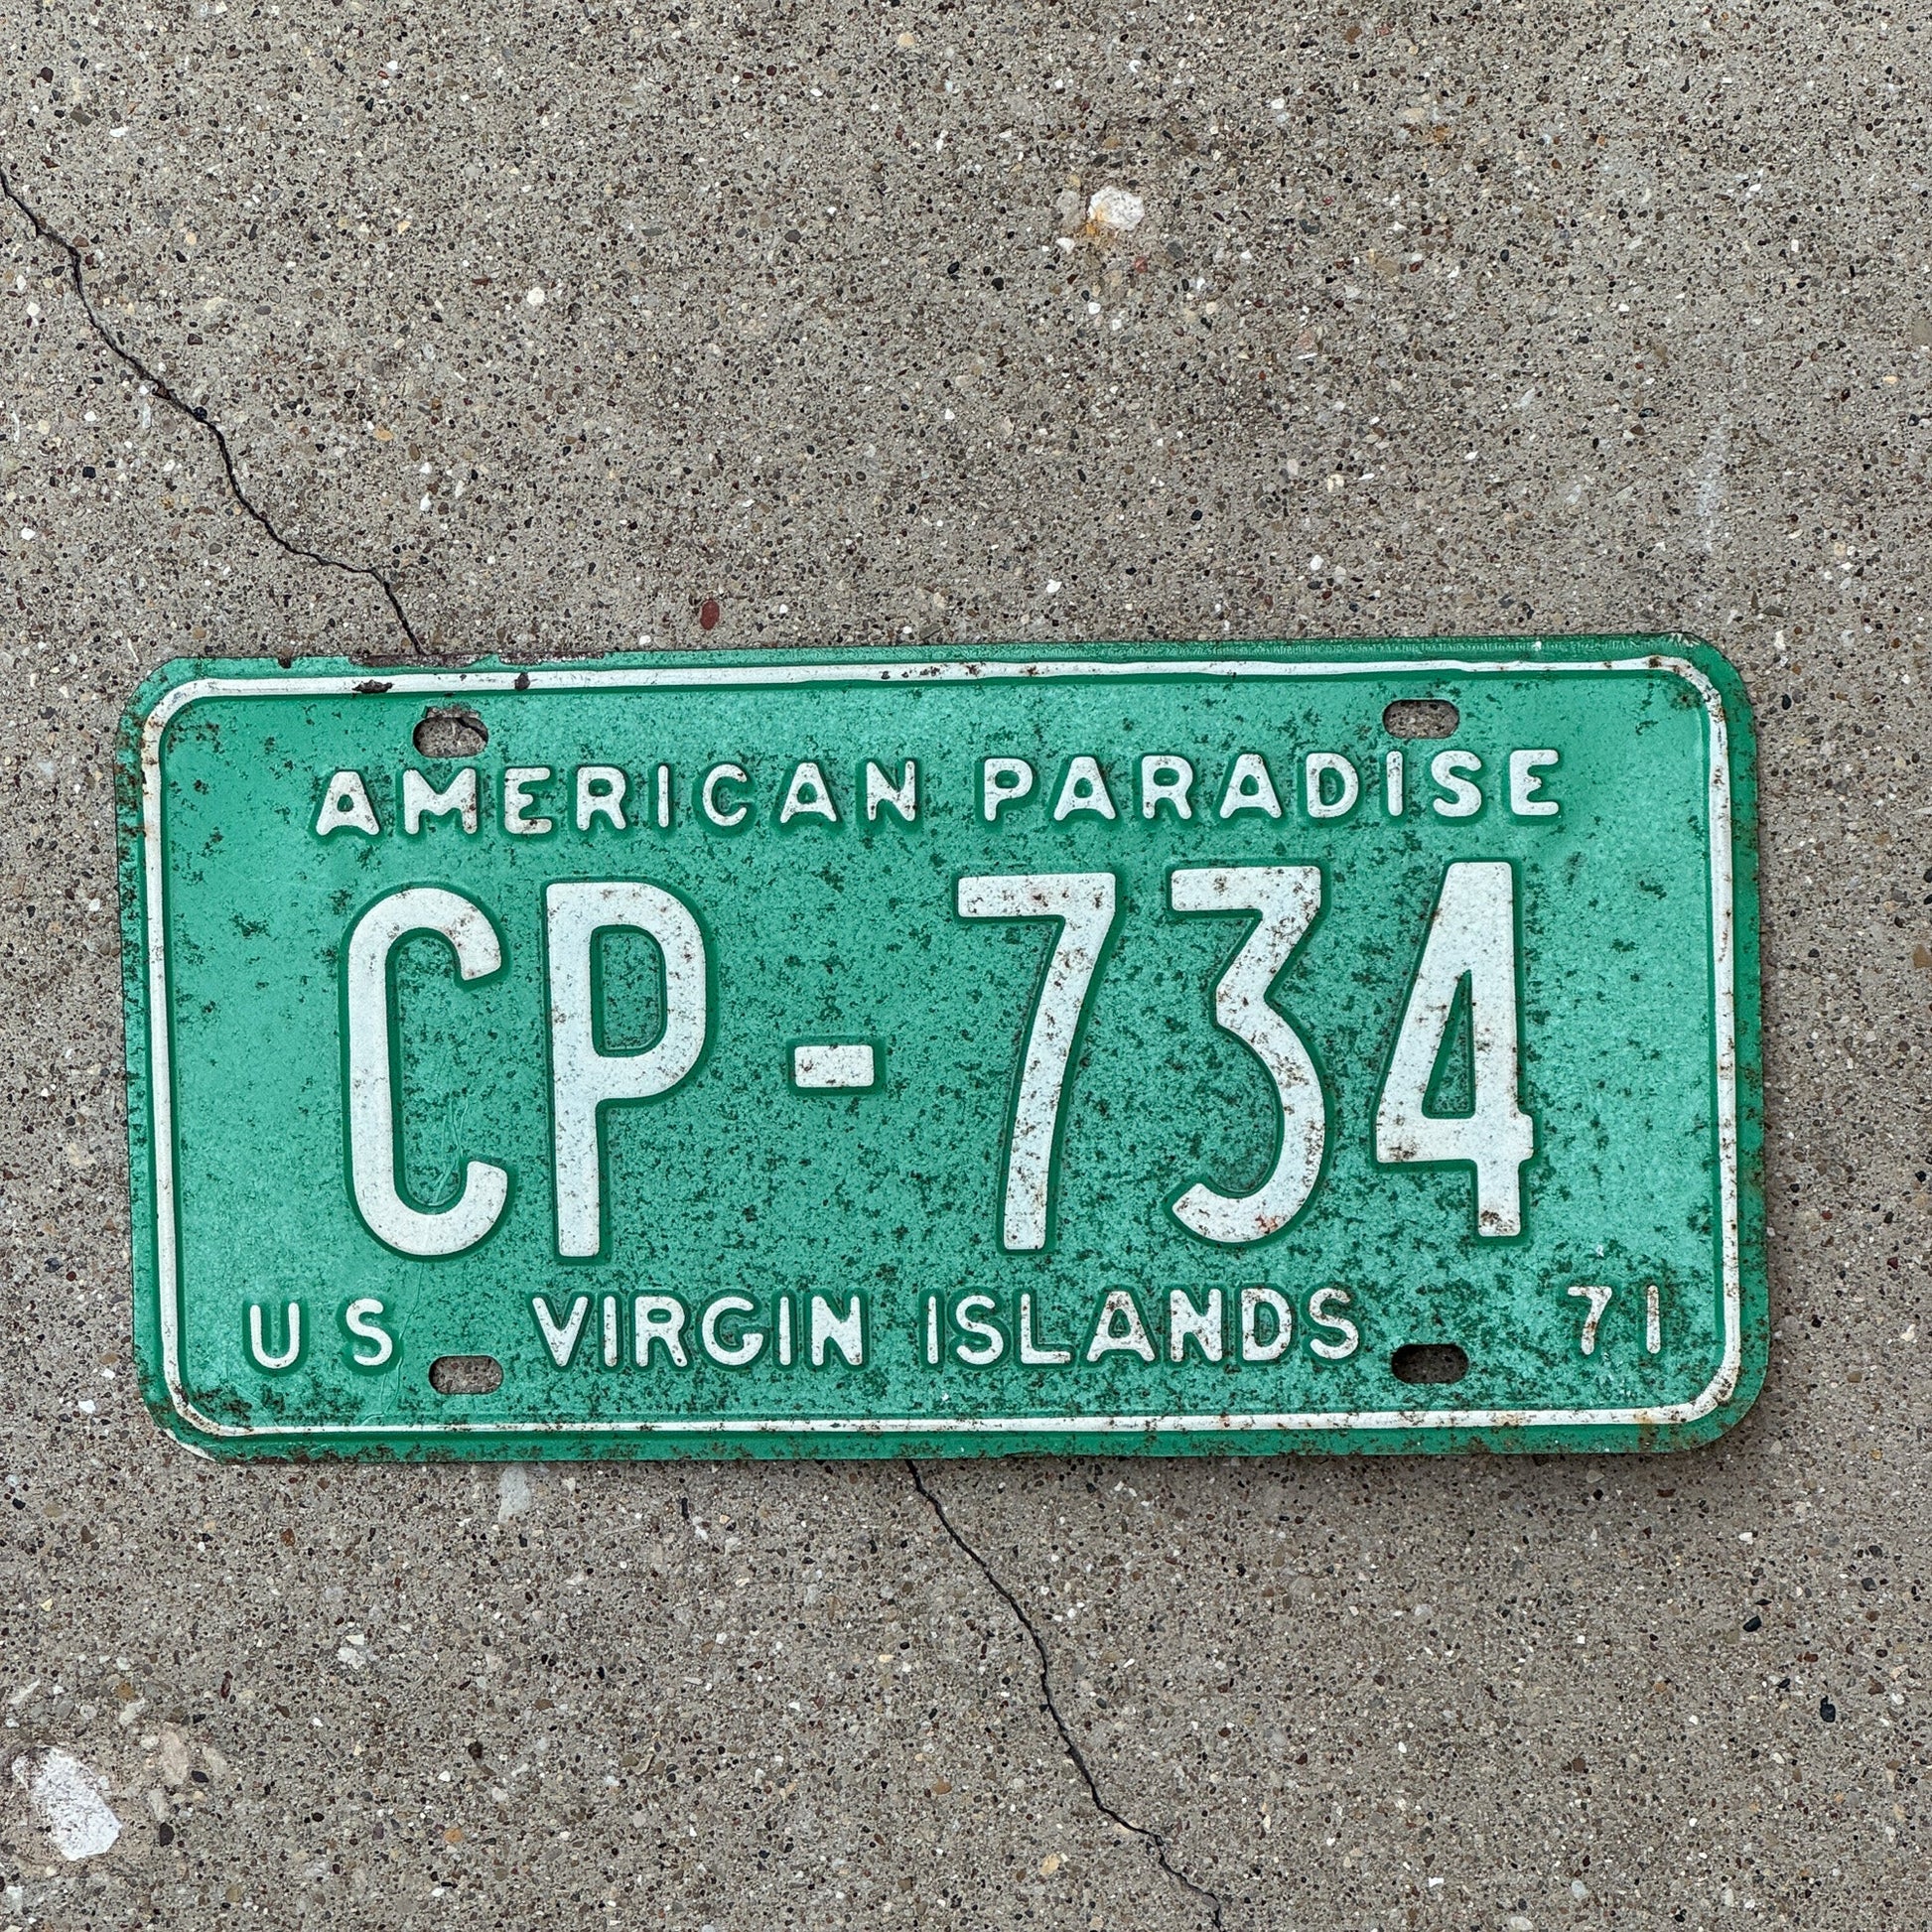 AMERICAN PARADISE
CP-734
US VIRGIN ISLANDS 71